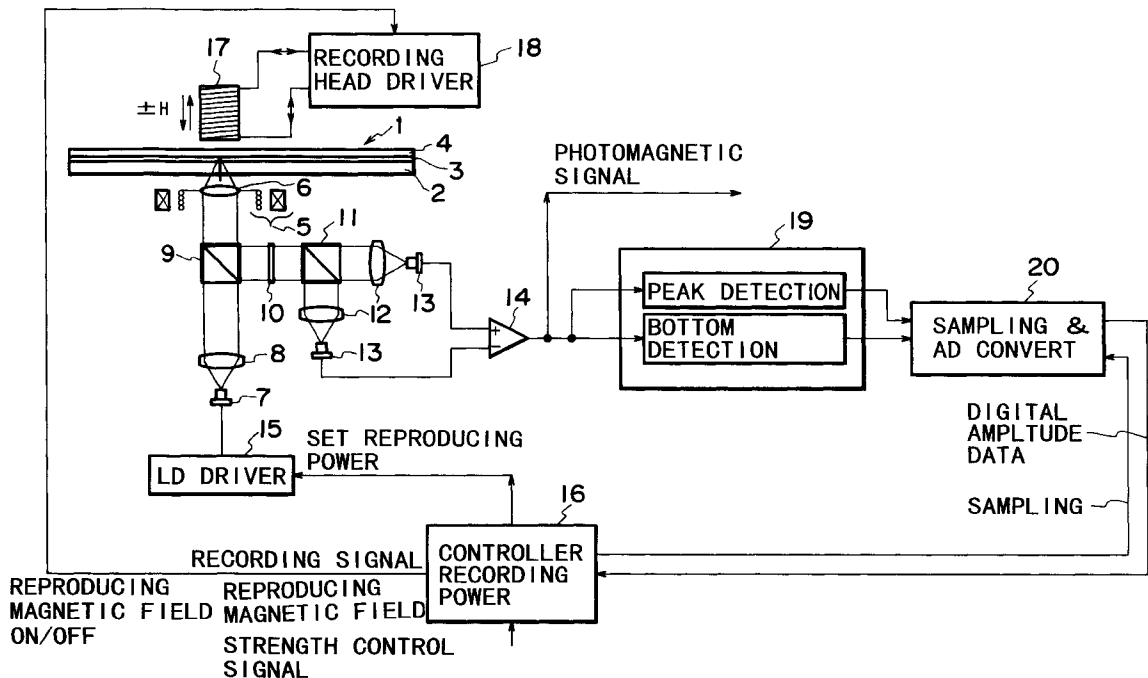 17
RECORDING
HEAD DRIVER
18
±H
1
4
3
2
6
5
PHOTOMAGNETIC
SIGNAL
9
11
10
12
13
12
13
14
19
PEAK DETECTION
BOTTOM
DETECTION
20
SAMPLING &
AD CONVERT
8
7
15
LD DRIVER
SET REPRODUCING
POWER
DIGITAL
AMPLTUDE
DATA
SAMPLING
16
CONTROLLER
RECORDING
POWER
RECORDING SIGNAL
REPRODUCING
MAGNETIC FIELD
ON/OFF
REPRODUCING
MAGNETIC FIELD
STRENGTH CONTROL
SIGNAL
+
−